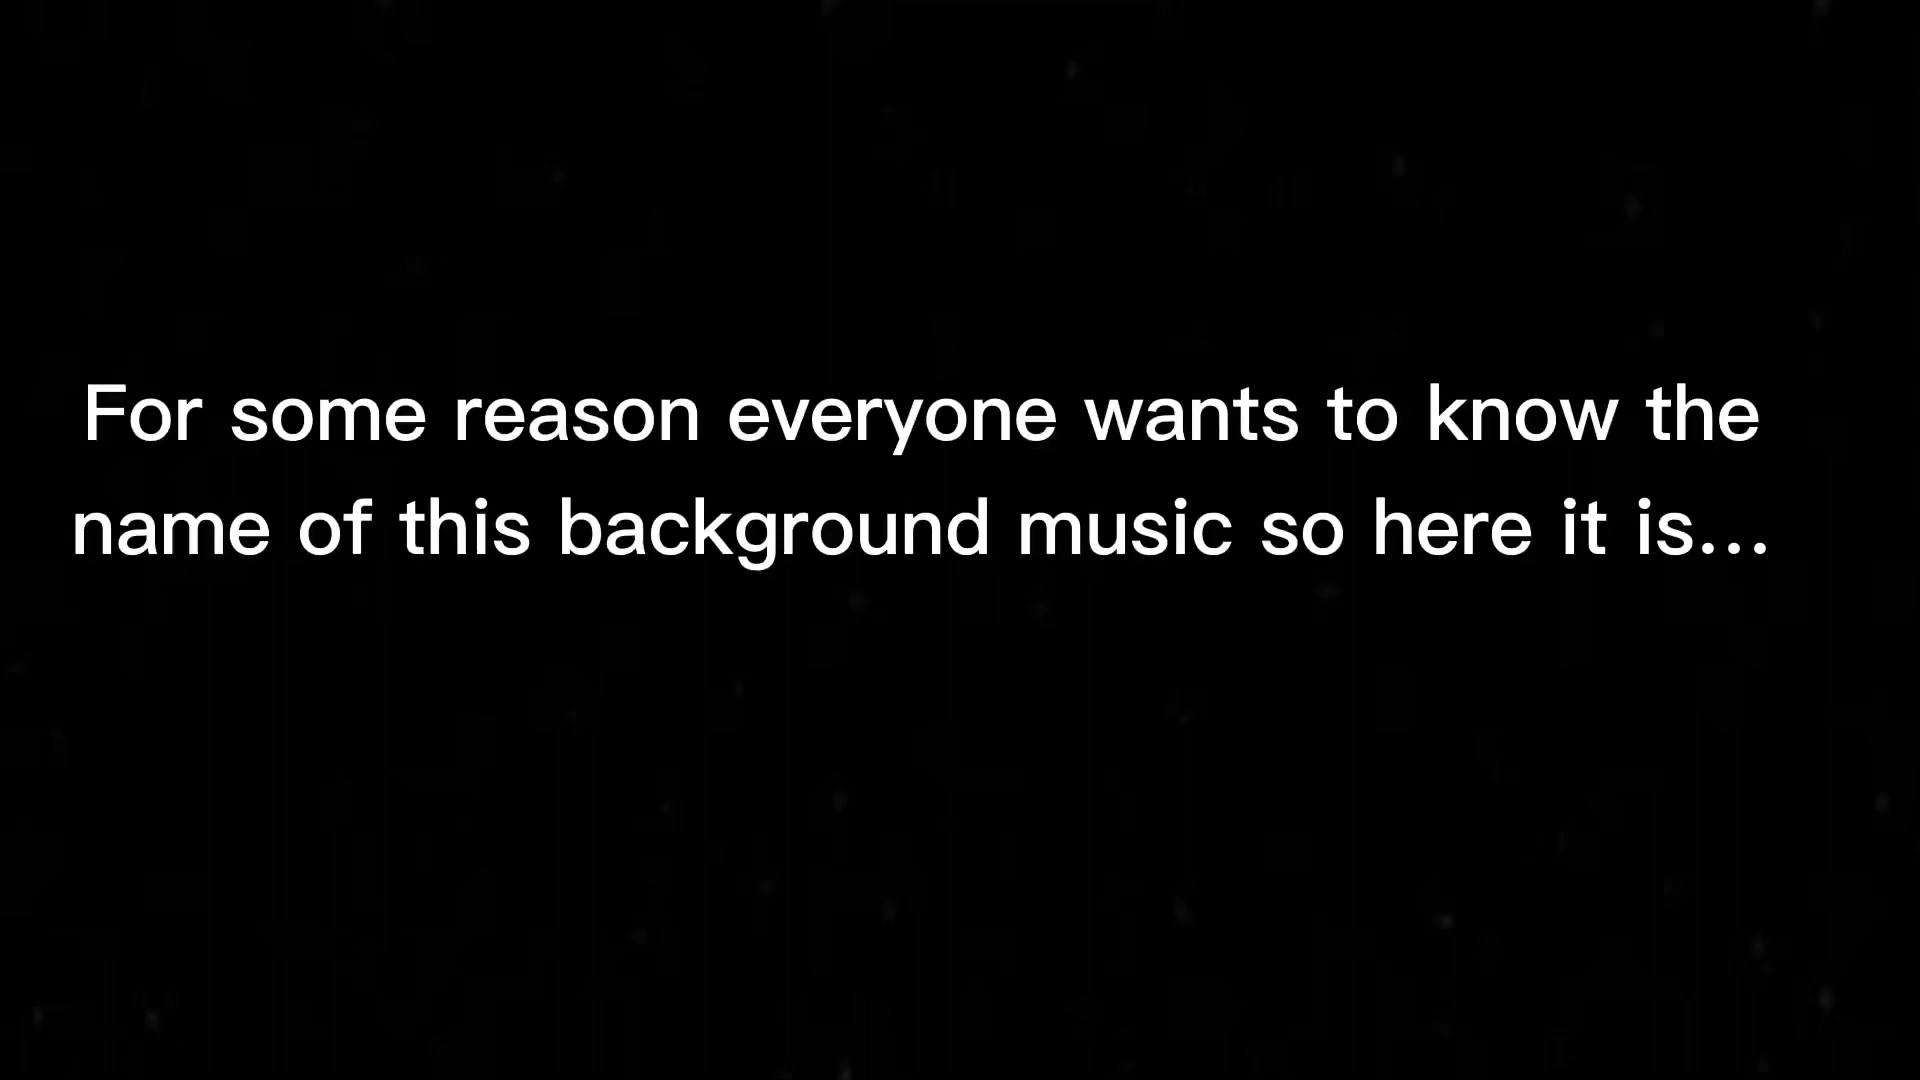 For some reason everyone wants to know the
name of this background music so here it is...